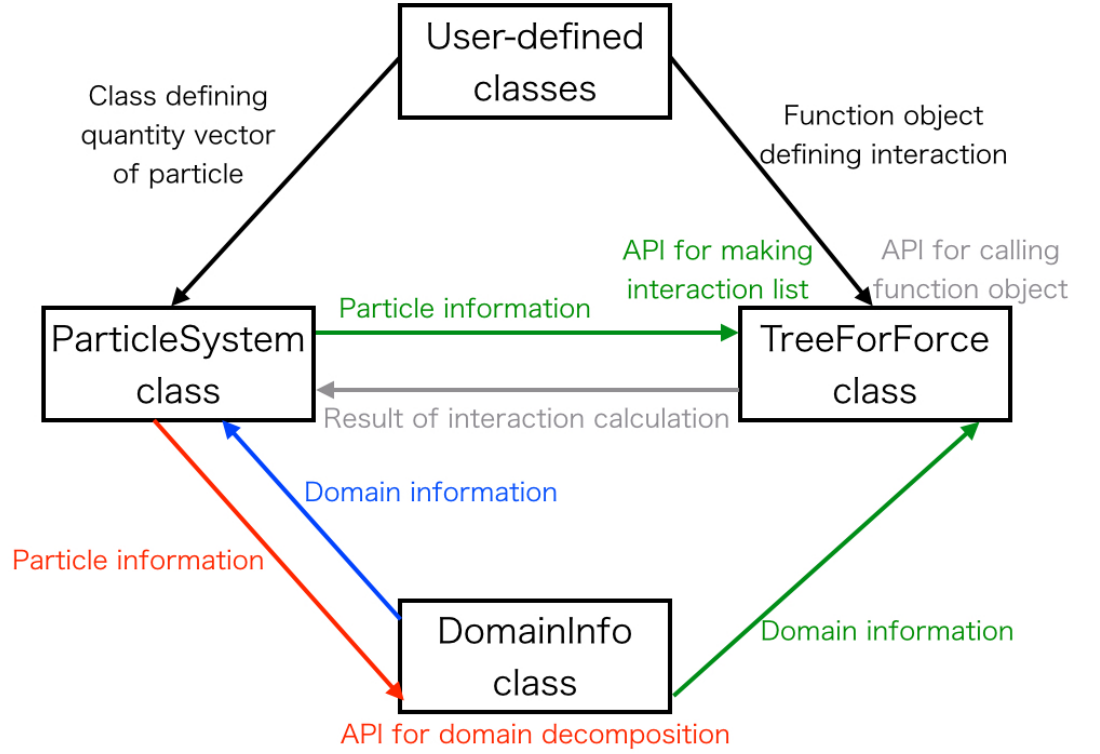 User-defined
classes
Class defining
quantity vector
of particle
Function object
defining interaction
API for making
interaction list
API for calling
function object
Particle information
ParticleSystem
class
TreeForForce
class
Result of interaction calculation
Domain information
Particle information
DomainInfo
class
Domain information
API for domain decomposition